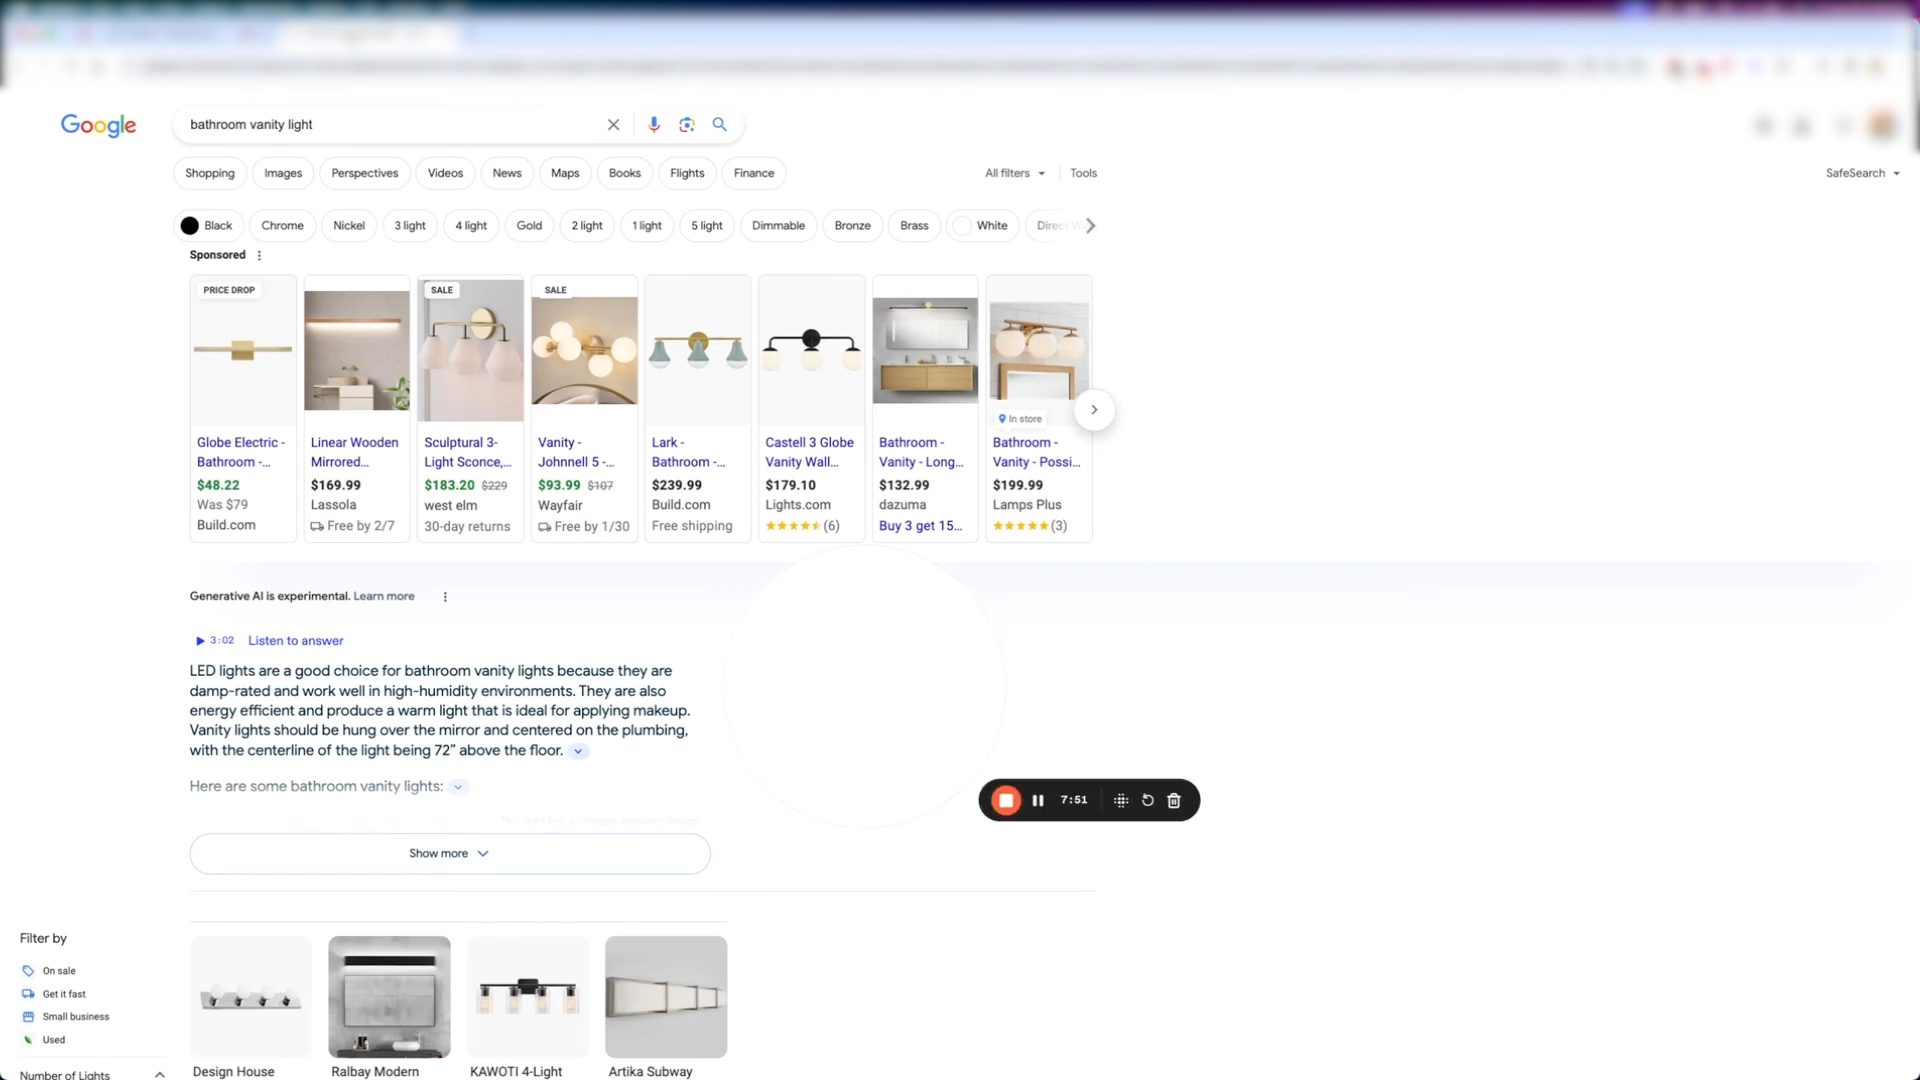 Google
bathroom vanity light
Shopping Images Perspectives Videos News Maps Books Flights Finance All filters Tools SafeSearch
Black Chrome Nickel 3 light 4 light Gold 2 light 1 light 5 light Dimmable Bronze Brass White Direct
Sponsored
PRICE DROP
Globe Electric -
Bathroom -...
$48.22
Was $79
Build.com
Linear Wooden
Mirrored...
$169.99
Lassola
Free by 2/7
SALE
Sculptural 3-
Light Sconce,...
$183.20 $229
west elm
30-day returns
SALE
Vanity -
Johnnell 5 -...
$93.99 $107
Wayfair
Free by 1/30
Lark -
Bathroom -...
$239.99
Build.com
Free shipping
Castell 3 Globe
Vanity Wall...
$179.10
Lights.com
(6)
Bathroom -
Vanity - Long...
$132.99
dazuma
Buy 3 get 15...
In store
Bathroom -
Vanity - Possi...
$199.99
Lamps Plus
(3)
Generative AI is experimental. Learn more
3:02 Listen to answer
LED lights are a good choice for bathroom vanity lights because they are
damp-rated and work well in high-humidity environments. They are also
energy efficient and produce a warm light that is ideal for applying makeup.
Vanity lights should be hung over the mirror and centered on the plumbing,
with the centerline of the light being 72" above the floor.
Here are some bathroom vanity lights:
7:51
Show more
Filter by
On sale
Get it fast
Small business
Used
Number of Lights
Design House
Ralbay Modern
KAWOTI 4-Light
Artika Subway